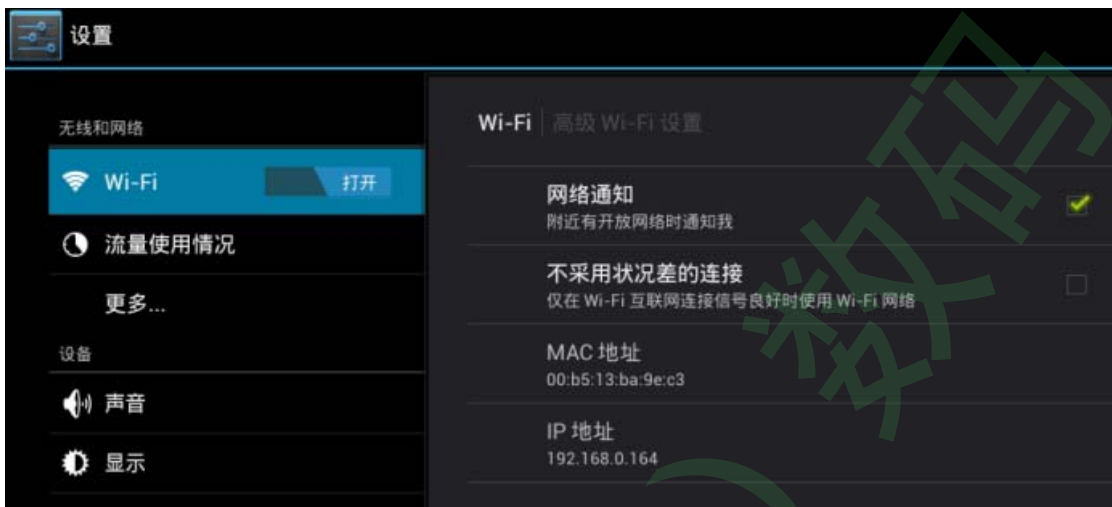 设置
无线和网络
Wi-Fi 打开
流量使用情况
更多...
设备
声音
显示
Wi-Fi 高级 Wi-Fi 设置
网络通知
附近有开放网络时通知我
不采用状况差的连接
仅在 Wi-Fi 互联网连接信号良好时使用 Wi-Fi 网络
MAC 地址
00:b5:13:ba:9e:c3
IP 地址
192.168.0.164
数码